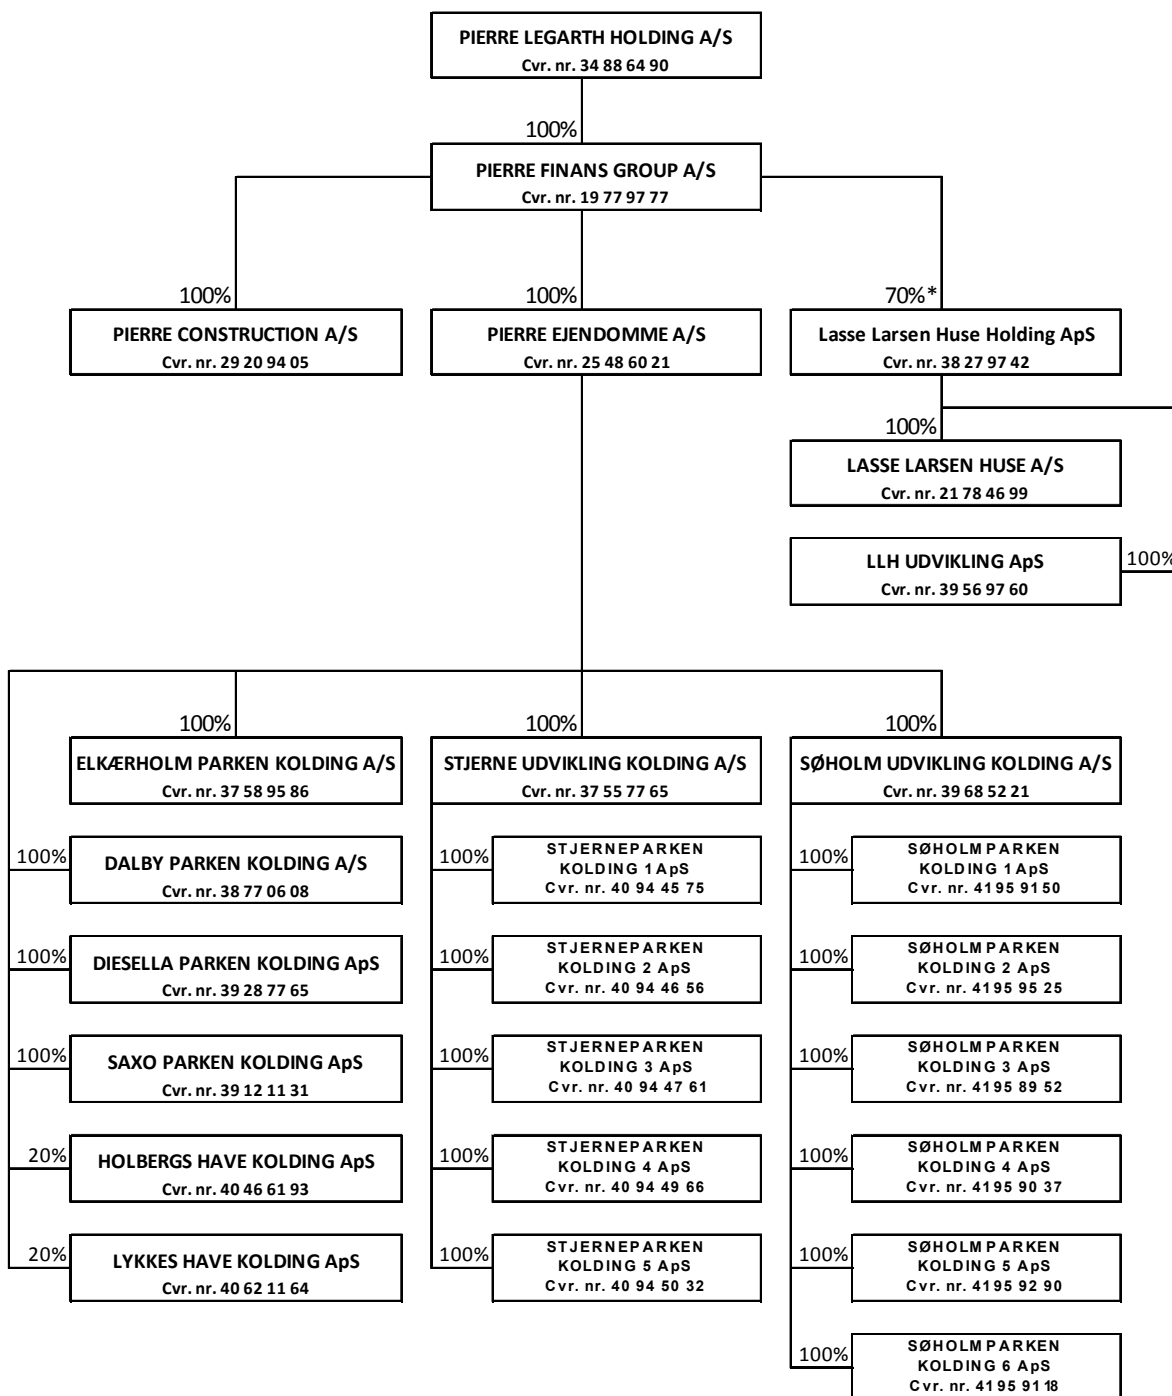 PIERRE LEGARTH HOLDING A/S
Cvr. nr. 34 88 64 90
100%
PIERRE FINANS GROUP A/S
Cvr. nr. 19 77 97 77
100%
100%
70%*
PIERRE CONSTRUCTION A/S
Cvr. nr. 29 20 94 05
PIERRE EJENDOMME A/S
Cvr. nr. 25 48 60 21
Lasse Larsen Huse Holding ApS
Cvr. nr. 38 27 97 42
100%
LASSE LARSEN HUSE A/S
Cvr. nr. 21 78 46 99
LLH UDVIKLING ApS
Cvr. nr. 39 56 97 60
100%
100%
100%
100%
ELKÆRHOLM PARKEN KOLDING A/S
Cvr. nr. 37 58 95 86
STJERNE UDVIKLING KOLDING A/S
Cvr. nr. 37 55 77 65
SØHOLM UDVIKLING KOLDING A/S
Cvr. nr. 39 68 52 21
100%
DALBY PARKEN KOLDING A/S
Cvr. nr. 38 77 06 08
100%
STJERNEPARKEN
KOLDING 1 ApS
Cvr. nr. 40 94 45 75
100%
SØHOLMPARKEN
KOLDING 1 ApS
Cvr. nr. 41 95 91 50
100%
DIESELLA PARKEN KOLDING ApS
Cvr. nr. 39 28 77 65
100%
STJERNEPARKEN
KOLDING 2 ApS
Cvr. nr. 40 94 46 56
100%
SØHOLMPARKEN
KOLDING 2 ApS
Cvr. nr. 41 95 95 25
100%
SAXO PARKEN KOLDING ApS
Cvr. nr. 39 12 11 31
100%
STJERNEPARKEN
KOLDING 3 ApS
Cvr. nr. 40 94 47 61
100%
SØHOLMPARKEN
KOLDING 3 ApS
Cvr. nr. 41 95 89 52
20%
HOLBERGS HAVE KOLDING ApS
Cvr. nr. 40 46 61 93
100%
STJERNEPARKEN
KOLDING 4 ApS
Cvr. nr. 40 94 49 66
100%
SØHOLMPARKEN
KOLDING 4 ApS
Cvr. nr. 41 95 90 37
20%
LYKKES HAVE KOLDING ApS
Cvr. nr. 40 62 11 64
100%
STJERNEPARKEN
KOLDING 5 ApS
Cvr. nr. 40 94 50 32
100%
SØHOLMPARKEN
KOLDING 5 ApS
Cvr. nr. 41 95 92 90
100%
SØHOLMPARKEN
KOLDING 6 ApS
Cvr. nr. 41 95 91 18